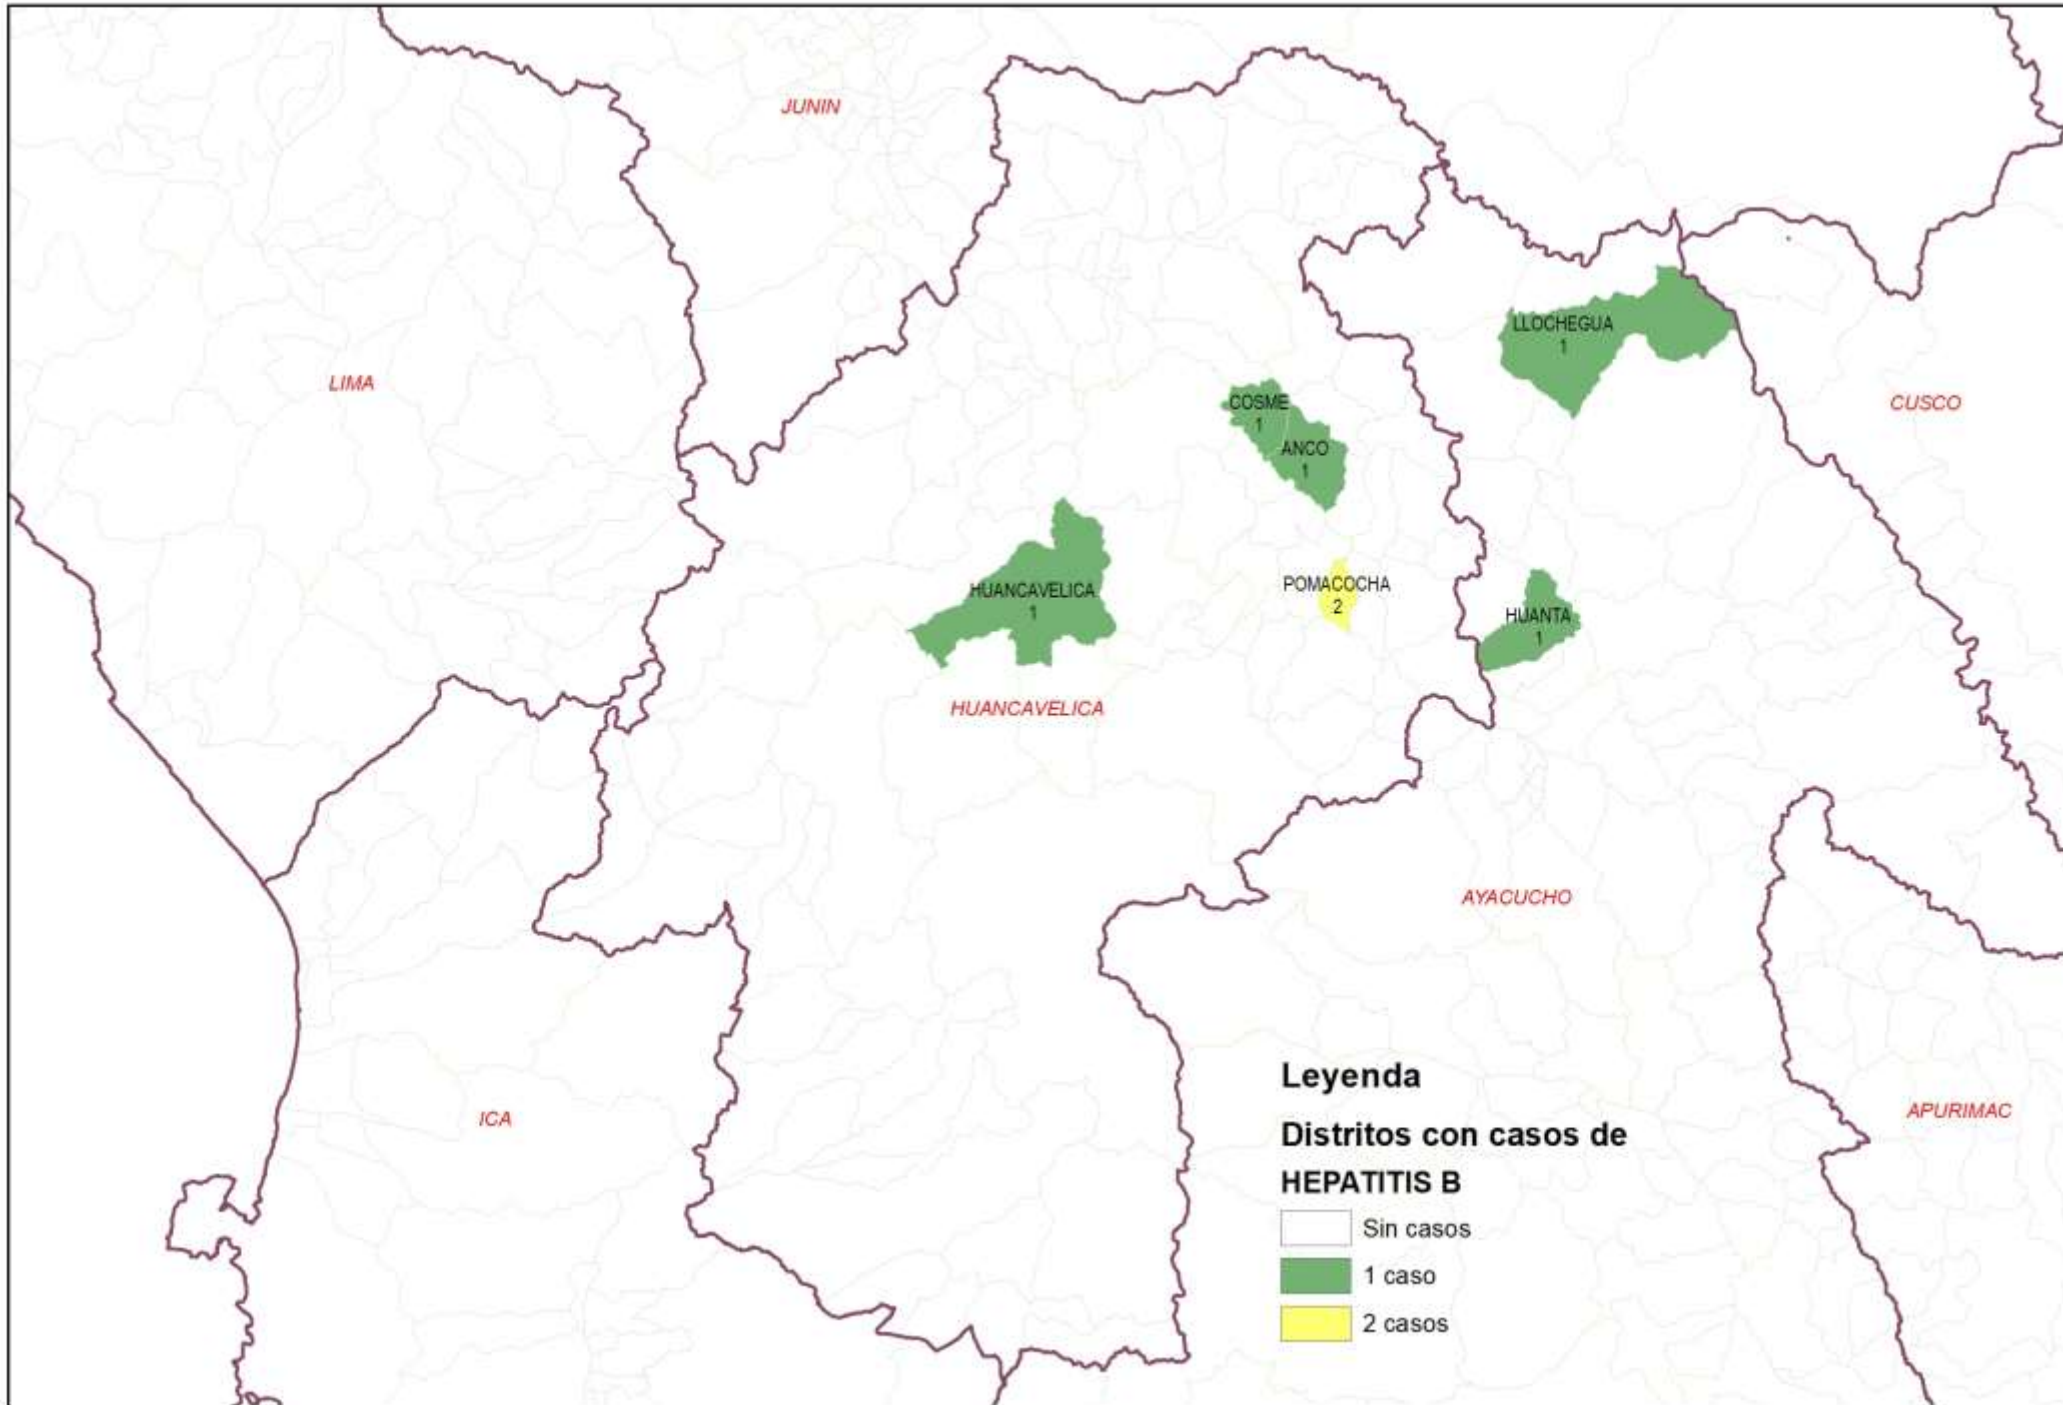 JUNIN
LLOCHEGUA
1
LIMA
COSME
1
CUSCO
ANCO
1
HUANCAVELICA
1
POMACOCHA
2
HUANTA
1
HUANCAVELICA
AYACUCHO
ICA
APURIMAC
Leyenda
Distritos con casos de
HEPATITIS B
Sin casos
1 caso
2 casos